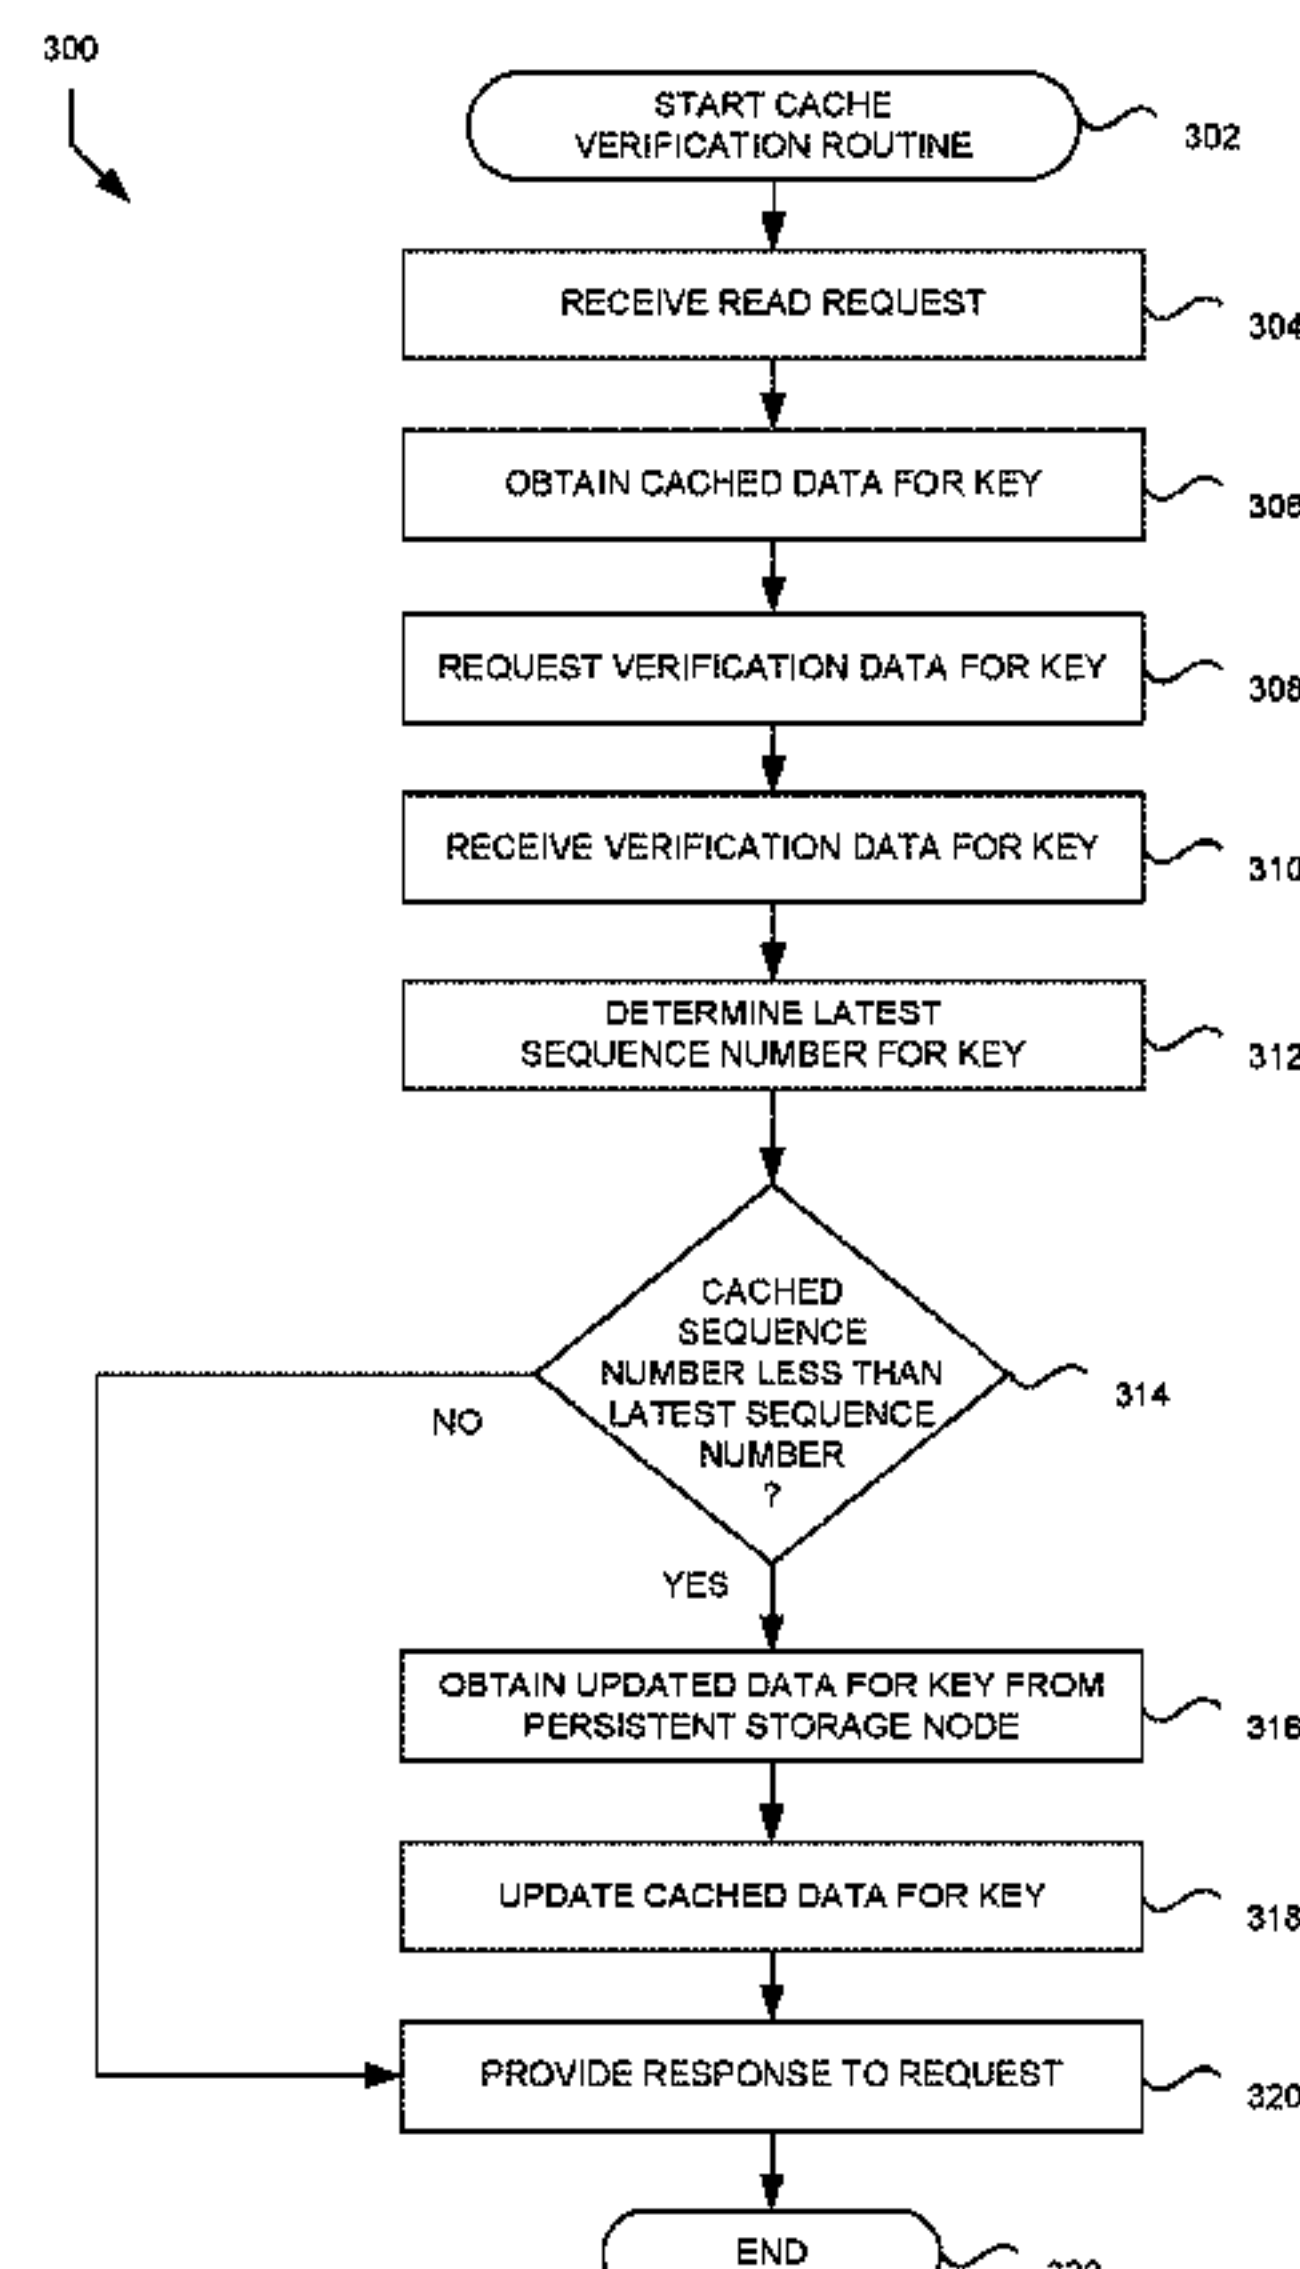 300
START CACHE
VERIFICATION ROUTINE
302
RECEIVE READ REQUEST
304
OBTAIN CACHED DATA FOR KEY
306
REQUEST VERIFICATION DATA FOR KEY
308
RECEIVE VERIFICATION DATA FOR KEY
310
DETERMINE LATEST
SEQUENCE NUMBER FOR KEY
312
CACHED
SEQUENCE
NUMBER LESS THAN
LATEST SEQUENCE
NUMBER
?
314
NO
YES
OBTAIN UPDATED DATA FOR KEY FROM
PERSISTENT STORAGE NODE
316
UPDATE CACHED DATA FOR KEY
318
PROVIDE RESPONSE TO REQUEST
320
END